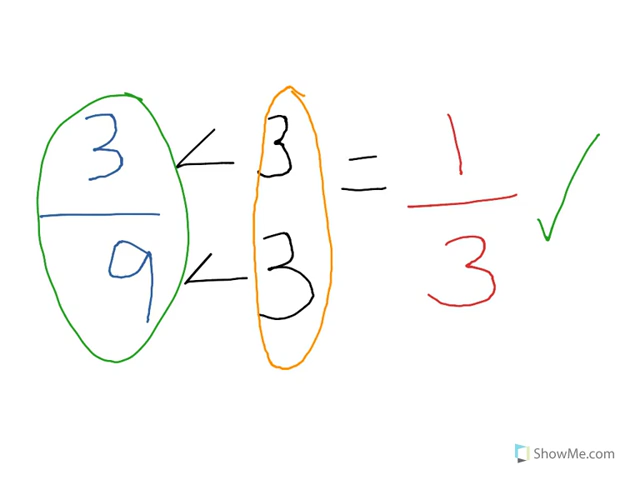 3 < 3 = 1 ✓
9 < 3 3
ShowMe.com